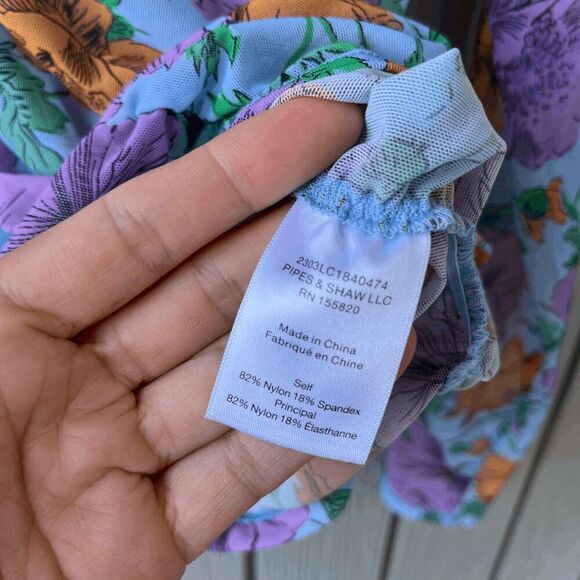 2303LC1840474
PIPES & SHAW LLC
RN 155820
Made in China
Fabriqué en Chine
Self
82% Nylon 18% Spandex
Principal
82% Nylon 18% Élasthanne